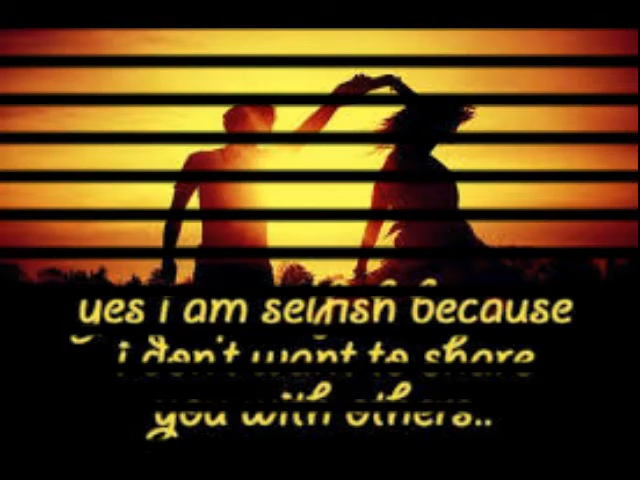 yes i am selfish because
i don't want to share
you with others..